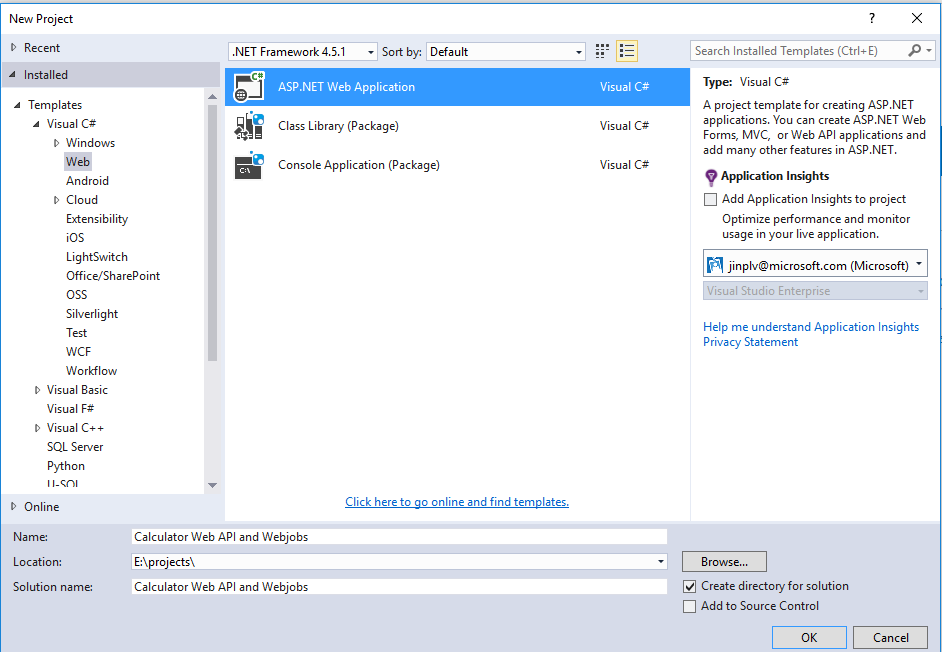 New Project
?
Recent
.NET Framework 4.5.1
Sort by:
Default
Search Installed Templates (Ctrl+E)
Installed
Templates
Visual C#
Windows
Web
Android
Cloud
Extensibility
iOS
LightSwitch
Office/SharePoint
OSS
Silverlight
Test
WCF
Workflow
Visual Basic
Visual F#
Visual C++
SQL Server
Python
U-SQL
Online
C#
ASP.NET Web Application
Visual C#
Class Library (Package)
Visual C#
C:\
Console Application (Package)
Visual C#
Click here to go online and find templates.
Type: Visual C#
A project template for creating ASP.NET
applications. You can create ASP.NET Web
Forms, MVC, or Web API applications and
add many other features in ASP.NET.
Application Insights
Add Application Insights to project
Optimize performance and monitor
usage in your live application.
jinplv@microsoft.com (Microsoft)
Visual Studio Enterprise
Help me understand Application Insights
Privacy Statement
Name:
Calculator Web API and Webjobs
Location:
E:\projects\
Browse...
Solution name:
Calculator Web API and Webjobs
Create directory for solution
Add to Source Control
OK
Cancel